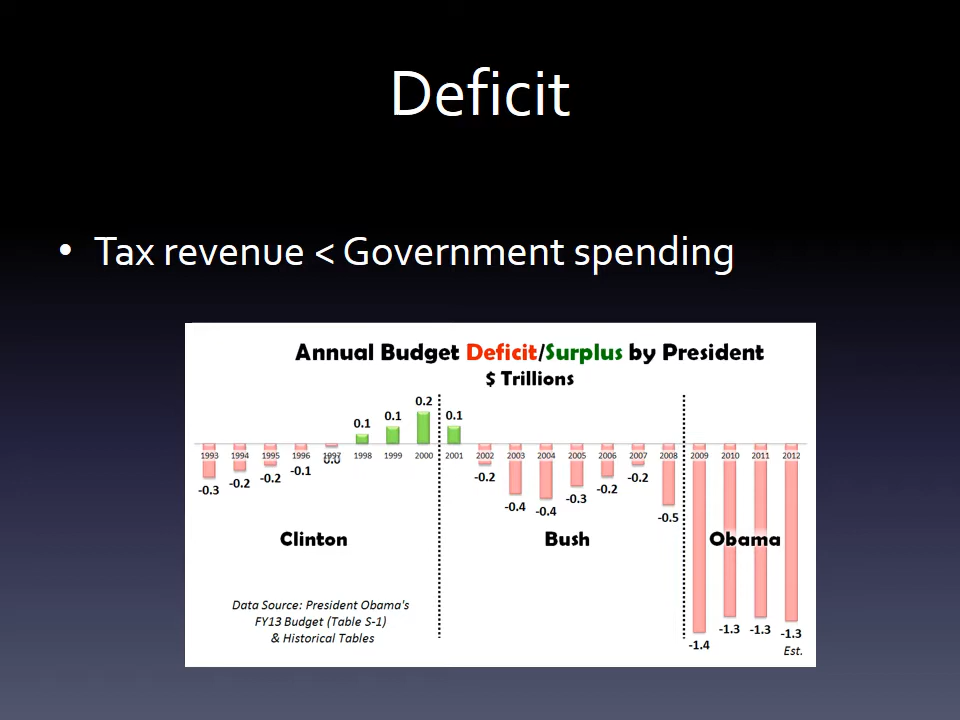 Deficit
• Tax revenue < Government spending
Annual Budget Deficit/Surplus by President
$ Trillions
0.1 0.1 0.2 0.1
1993 1994 1995 1996 1997 1998 1999 2000 2001 2002 2003 2004 2005 2006 2007 2008 2009 2010 2011 2012
-0.3 -0.2 -0.2 -0.1 0.0 -0.2 -0.4 -0.4 -0.3 -0.2 -0.2 -0.5
Clinton Bush Obama
Data Source: President Obama's
FY13 Budget (Table S-1)
& Historical Tables
-1.4 -1.3 -1.3 -1.3
Est.